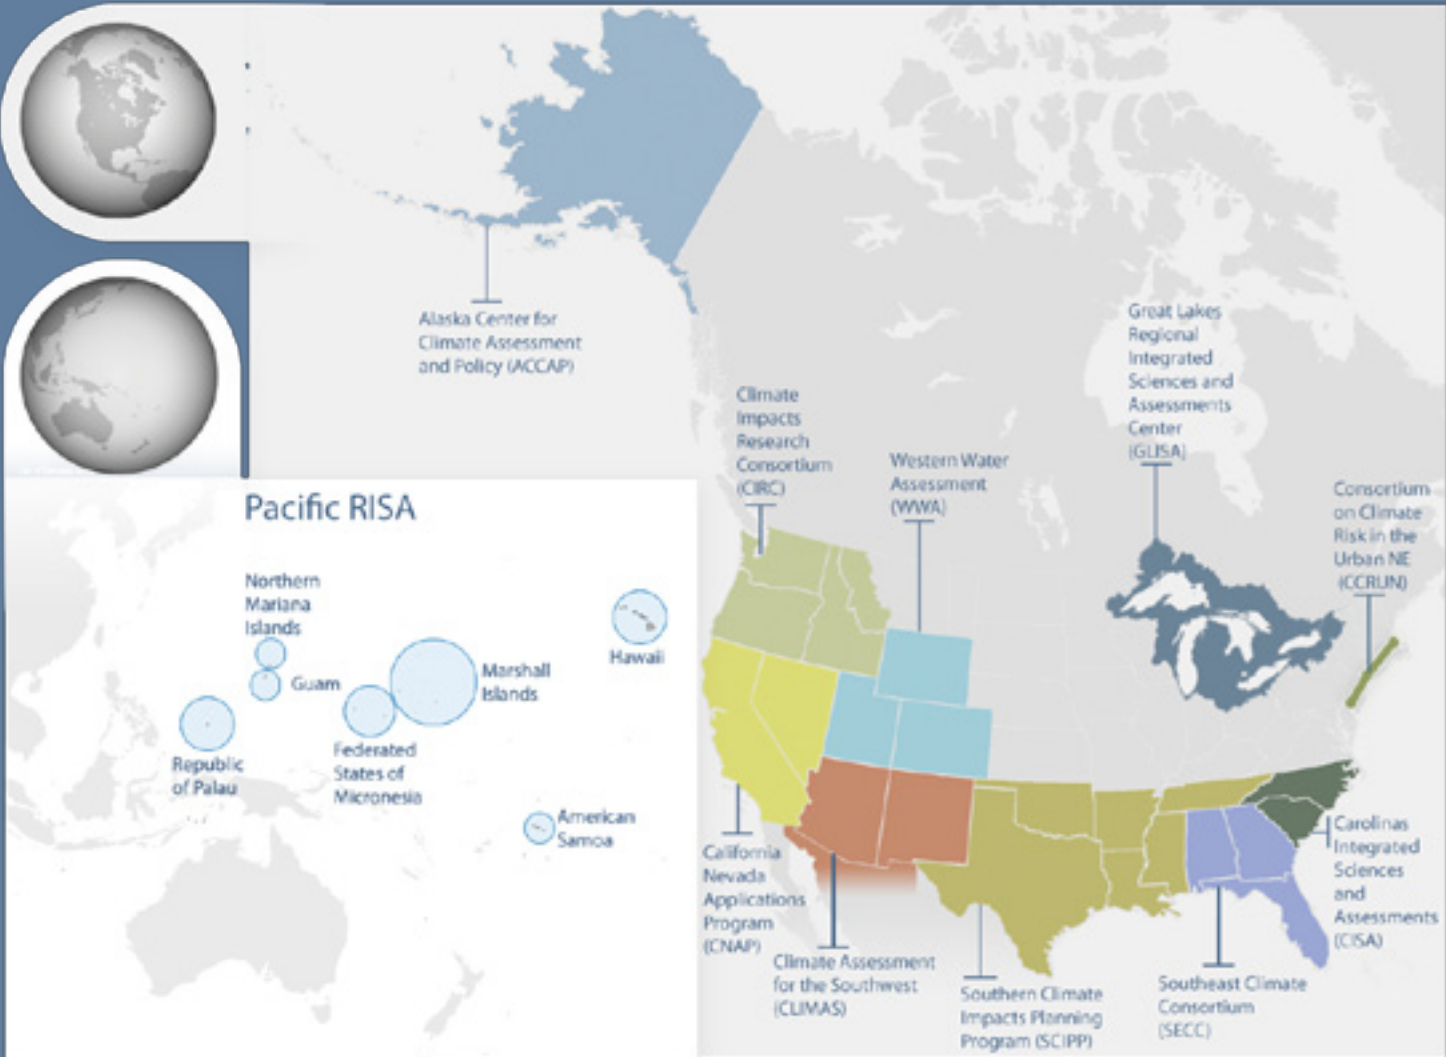 Alaska Center for
Climate Assessment
and Policy (ACCAP)
Great Lakes
Regional
Integrated
Sciences and
Assessments
Center
(GLISA)
Climate
Impacts
Research
Consortium
(CIRC)
Western Water
Assessment
(WWA)
Consortium
on Climate
Risk in the
Urban NE
(CCRUN)
Pacific RISA
Northern
Mariana
Islands
Guam
Marshall
Islands
Hawaii
Republic
of Palau
Federated
States of
Micronesia
American
Samoa
California
Nevada
Applications
Program
(CNAP)
Climate Assessment
for the Southwest
(CLIMAS)
Southern Climate
Impacts Planning
Program (SCIPP)
Southeast Climate
Consortium
(SECC)
Carolinas
Integrated
Sciences
and
Assessments
(CISA)